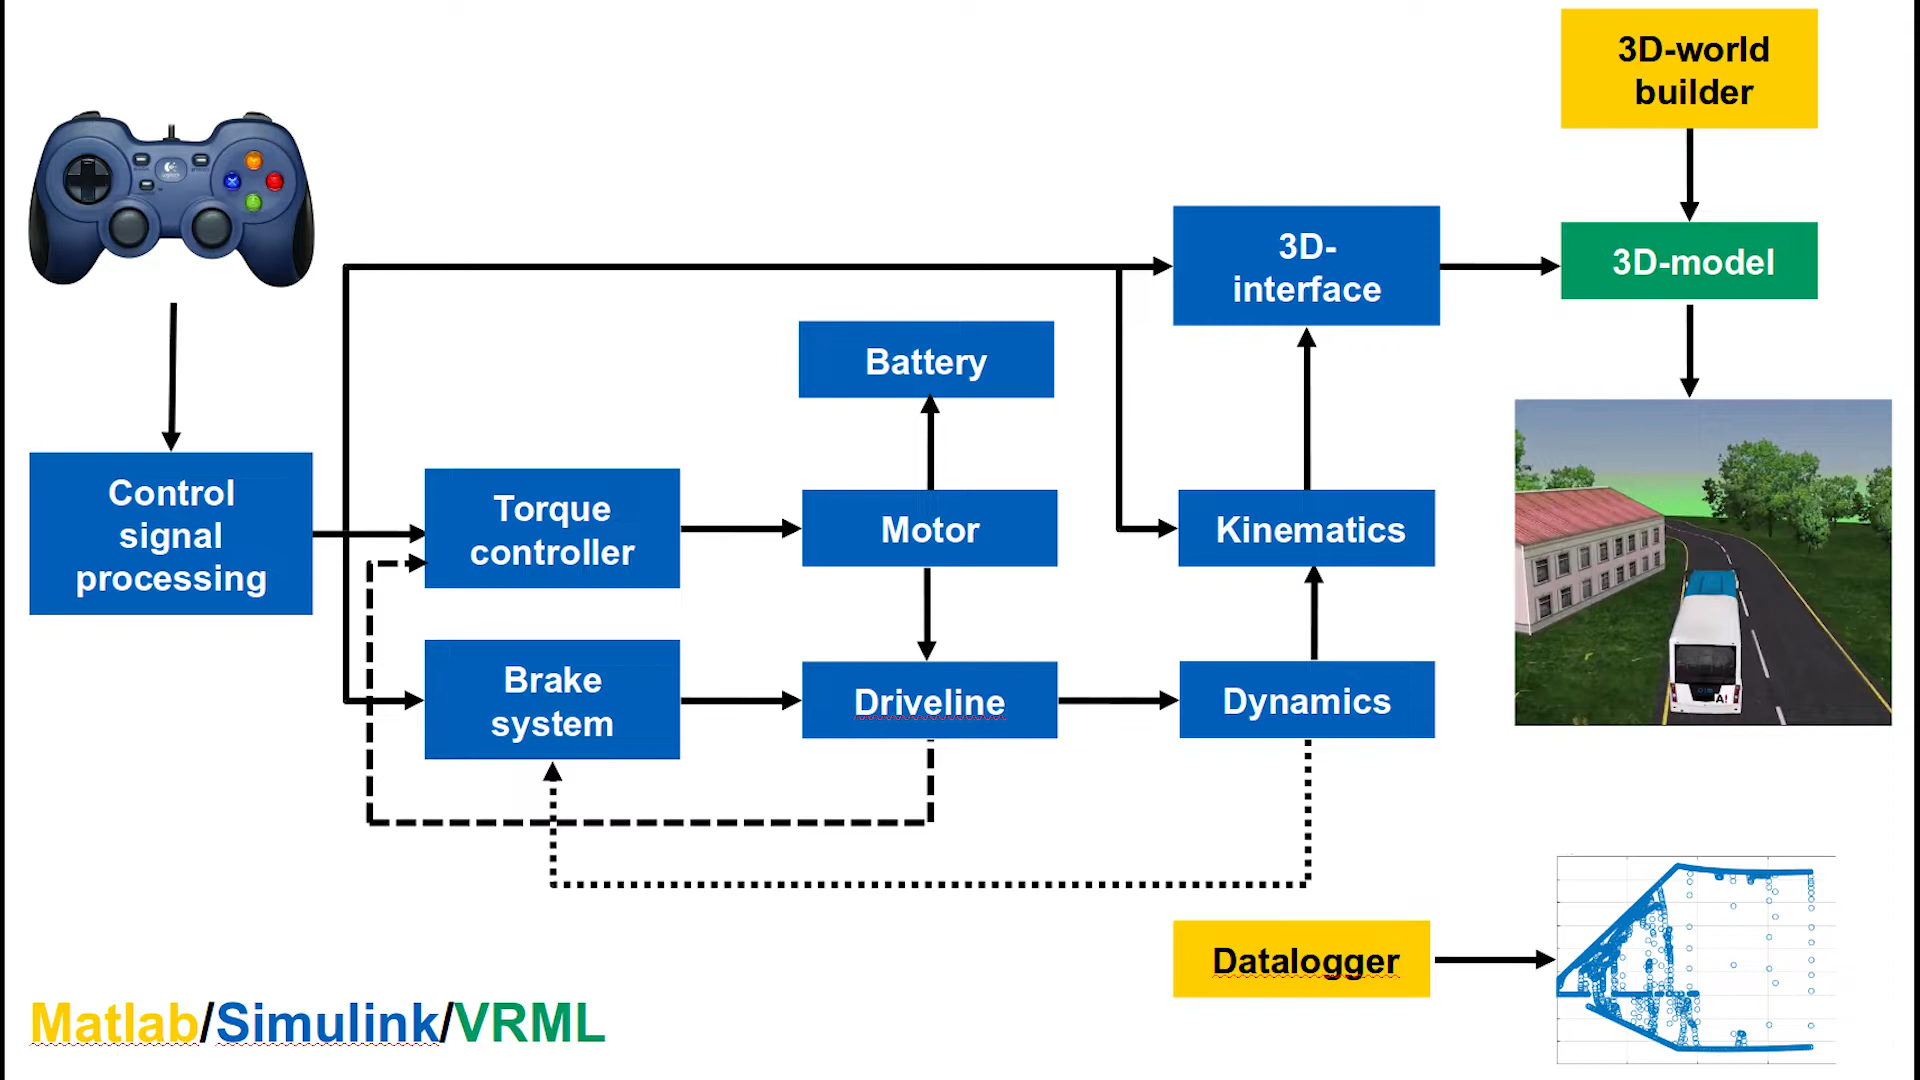 3D-world
builder
3D-
interface
3D-model
Battery
Control
signal
processing
Torque
controller
Motor
Kinematics
Brake
system
Driveline
Dynamics
A!
Datalogger
Matlab/Simulink/VRML